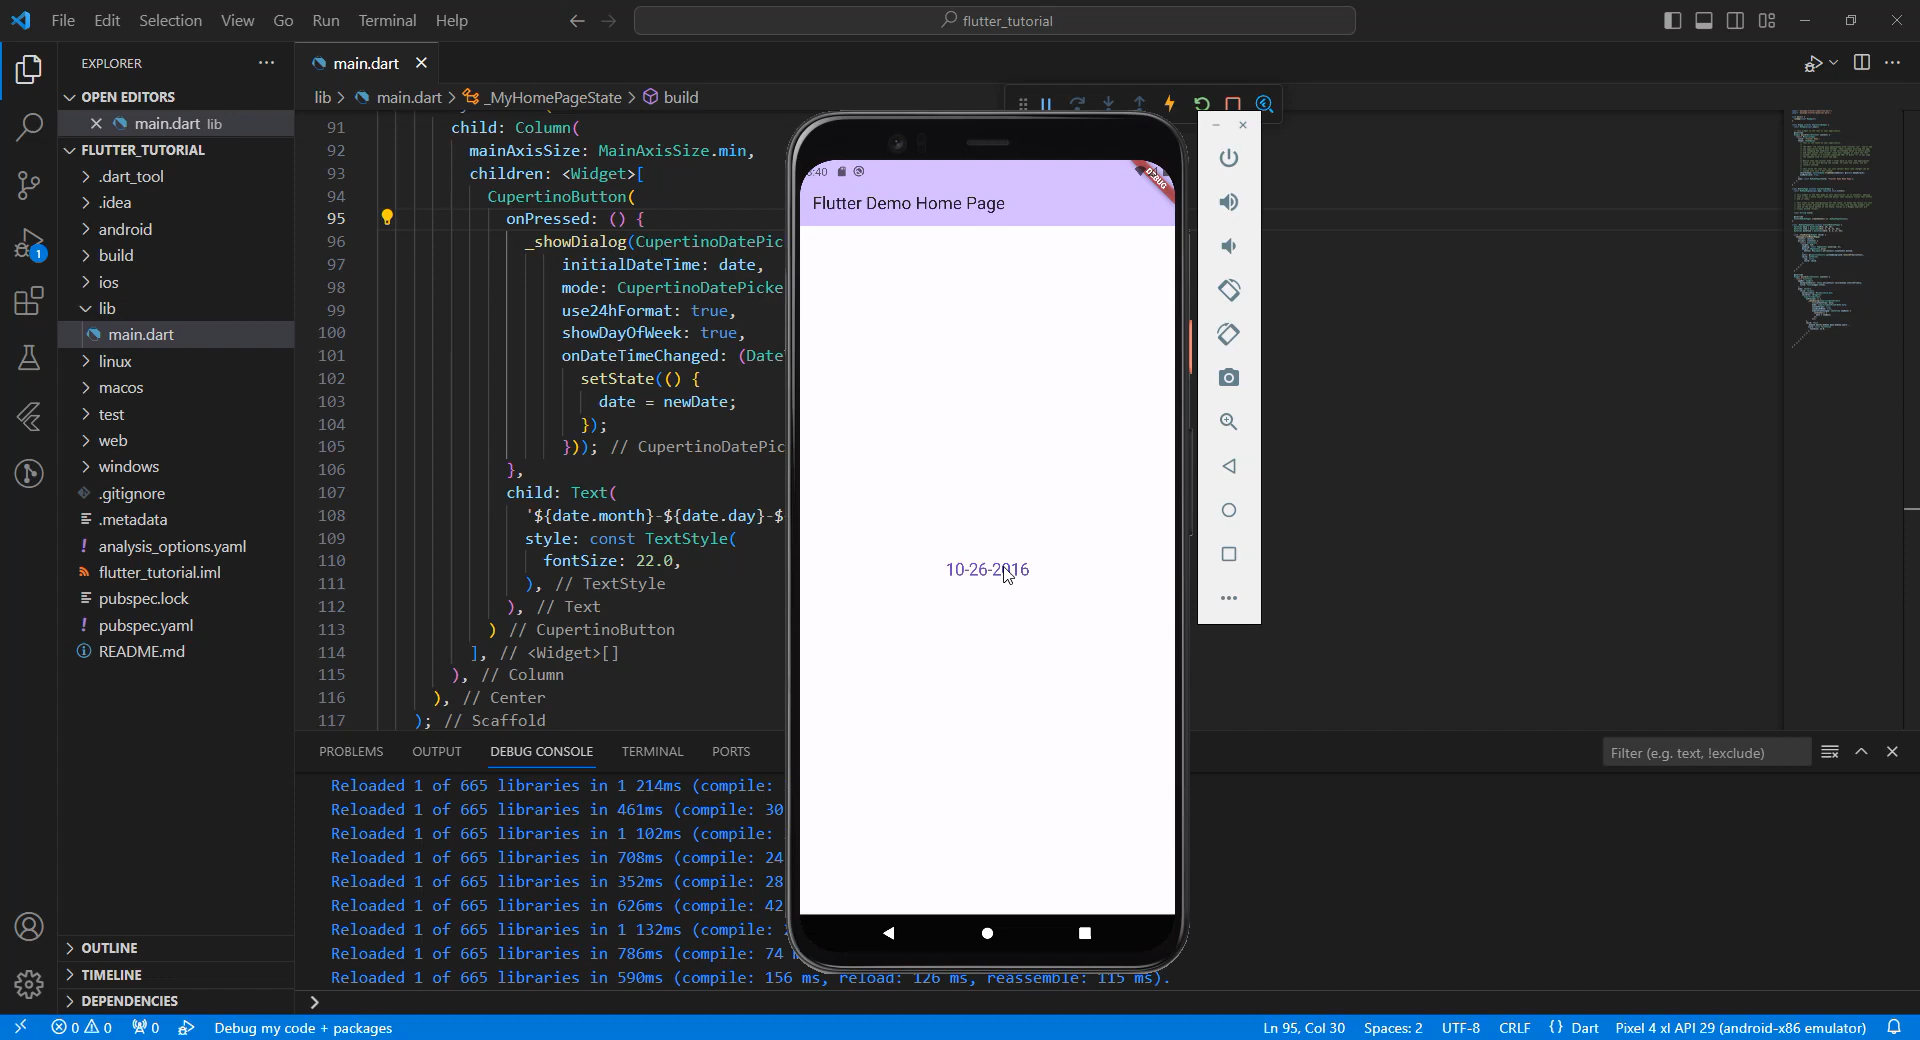 File Edit Selection View Go Run Terminal Help
flutter_tutorial
EXPLORER
OPEN EDITORS
main.dart lib
FLUTTER_TUTORIAL
.dart_tool
.idea
android
build
ios
lib
main.dart
linux
macos
test
web
windows
.gitignore
.metadata
analysis_options.yaml
flutter_tutorial.iml
pubspec.lock
pubspec.yaml
README.md
OUTLINE
TIMELINE
DEPENDENCIES
1
main.dart
lib > main.dart > _MyHomePageState > build
91 child: Column(
92 mainAxisSize: MainAxisSize.min,
93 children: <Widget>[
94 CupertinoButton(
95 onPressed: () {
96 _showDialog(CupertinoDatePic
97 initialDateTime: date,
98 mode: CupertinoDatePicke
99 use24hFormat: true,
100 showDayOfWeek: true,
101 onDateTimeChanged: (Date
102 setState(() {
103 date = newDate;
104 });
105 })); // CupertinoDatePic
106 },
107 child: Text(
108 '${date.month}-${date.day}-$
109 style: const TextStyle(
110 fontSize: 22.0,
111 ), // TextStyle
112 ), // Text
113 ) // CupertinoButton
114 ], // <Widget>[]
115 ), // Column
116 ), // Center
117 ); // Scaffold
:40
DEBUG
Flutter Demo Home Page
10-26-2016
PROBLEMS OUTPUT DEBUG CONSOLE TERMINAL PORTS
Filter (e.g. text, !exclude)
Reloaded 1 of 665 libraries in 1 214ms (compile:
Reloaded 1 of 665 libraries in 461ms (compile: 30
Reloaded 1 of 665 libraries in 1 102ms (compile:
Reloaded 1 of 665 libraries in 708ms (compile: 24
Reloaded 1 of 665 libraries in 352ms (compile: 28
Reloaded 1 of 665 libraries in 626ms (compile: 42
Reloaded 1 of 665 libraries in 1 132ms (compile:
Reloaded 1 of 665 libraries in 786ms (compile: 74
Reloaded 1 of 665 libraries in 590ms (compile: 156 ms, reload: 126 ms, reassemble: 115 ms).
0 0 0 Debug my code + packages
Ln 95, Col 30 Spaces: 2 UTF-8 CRLF {} Dart Pixel 4 xl API 29 (android-x86 emulator)